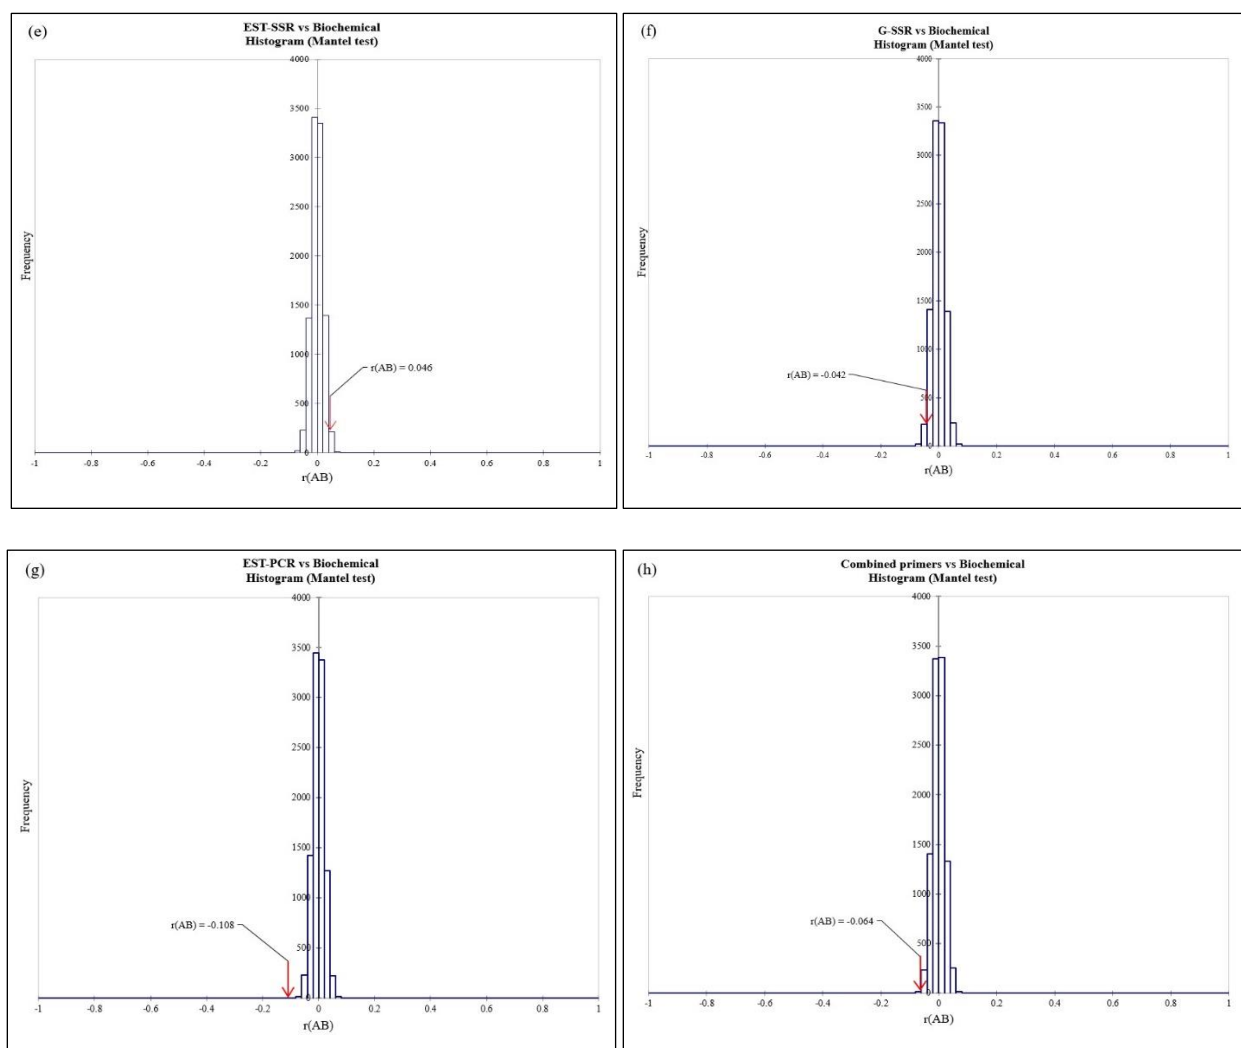 (e)
EST-SSR vs Biochemical
Histogram (Mantel test)
4000
3500
3000
2500
2000
1500
1000
500
0
Frequency
r(AB) = 0.046
-1 -0.8 -0.6 -0.4 -0.2 0 0.2 0.4 0.6 0.8 1
r(AB)
(f)
G-SSR vs Biochemical
Histogram (Mantel test)
4000
3500
3000
2500
2000
1500
1000
500
0
Frequency
r(AB) = -0.042
-1 -0.8 -0.6 -0.4 -0.2 0 0.2 0.4 0.6 0.8 1
r(AB)
(g)
EST-PCR vs Biochemical
Histogram (Mantel test)
4000
3500
3000
2500
2000
1500
1000
500
0
Frequency
r(AB) = -0.108
-1 -0.8 -0.6 -0.4 -0.2 0 0.2 0.4 0.6 0.8 1
r(AB)
(h)
Combined primers vs Biochemical
Histogram (Mantel test)
4000
3500
3000
2500
2000
1500
1000
500
0
Frequency
r(AB) = -0.064
-1 -0.8 -0.6 -0.4 -0.2 0 0.2 0.4 0.6 0.8 1
r(AB)